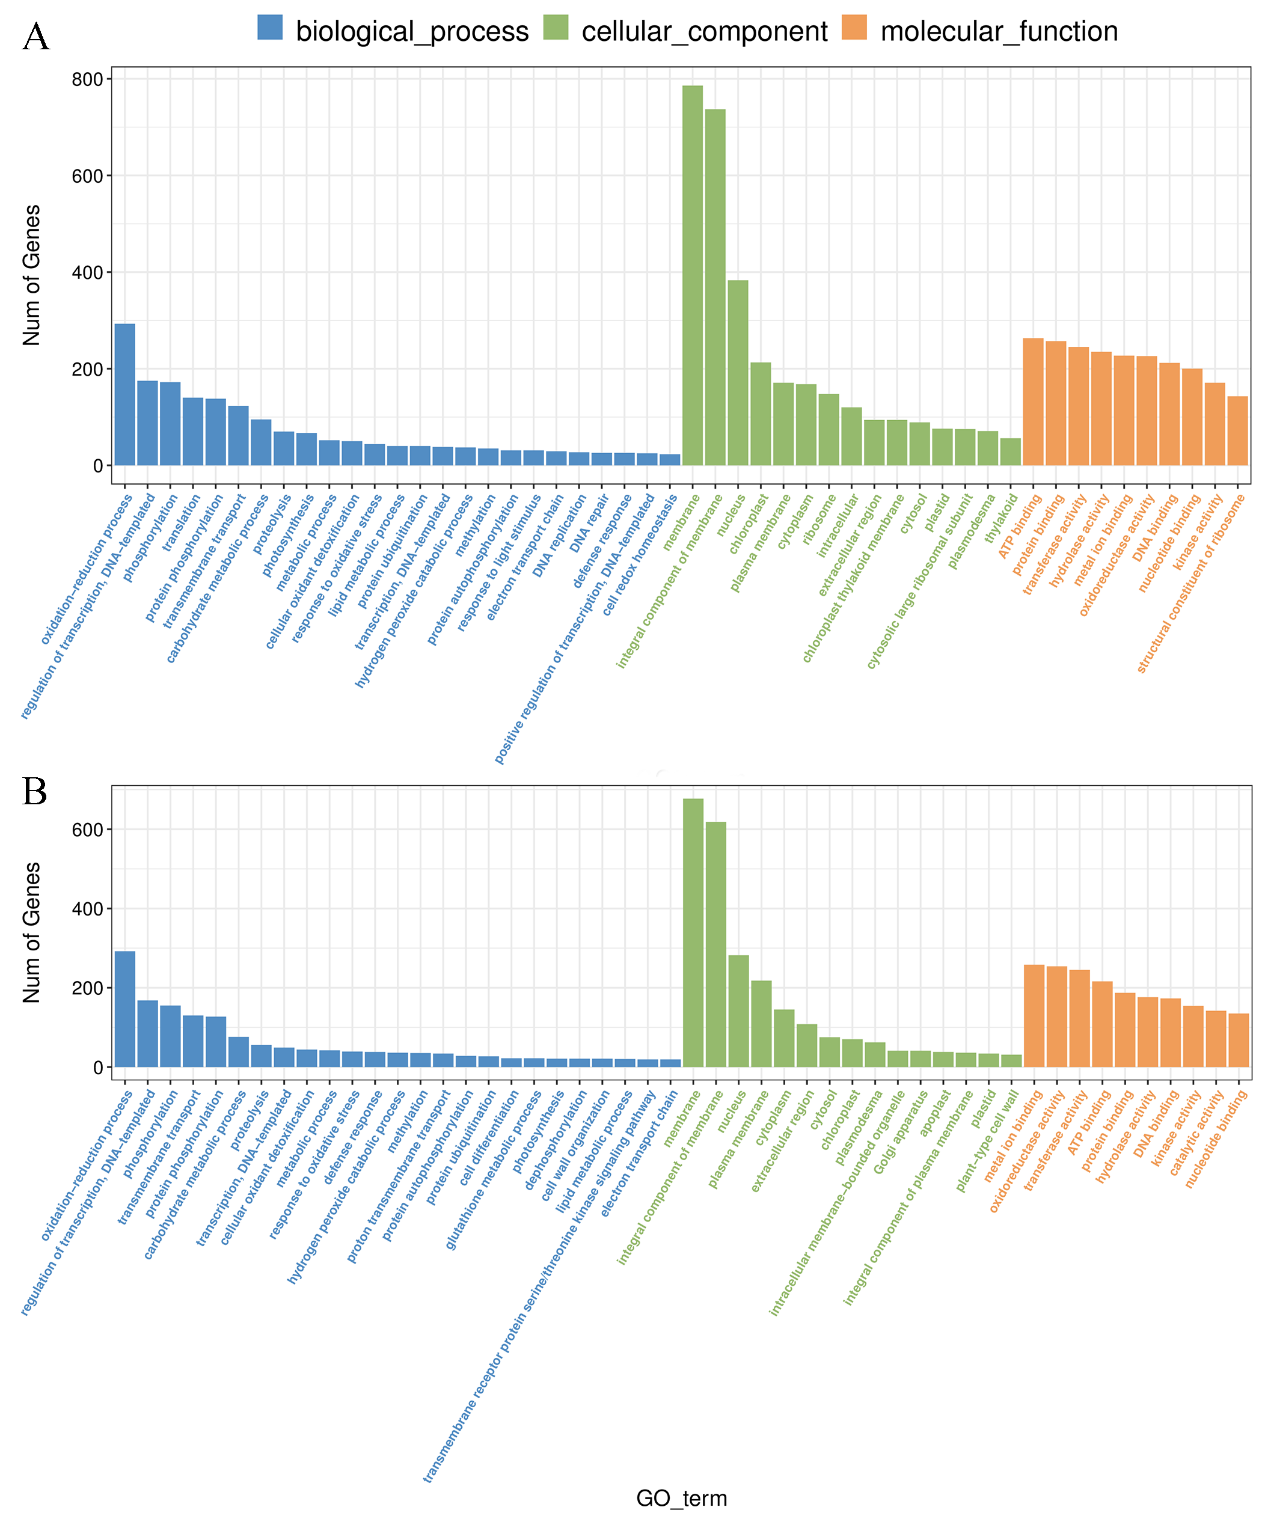 A
biological_process cellular_component molecular_function
Num of Genes
800
600
400
200
0
oxidation−reduction process
regulation of transcription, DNA−templated
phosphorylation
translation
protein phosphorylation
transmembrane transport
carbohydrate metabolic process
proteolysis
photosynthesis
metabolic process
cellular oxidant detoxification
response to oxidative stress
lipid metabolic process
protein ubiquitination
transcription, DNA−templated
hydrogen peroxide catabolic process
methylation
protein autophosphorylation
response to light stimulus
electron transport chain
DNA replication
DNA repair
defense response
positive regulation of transcription, DNA−templated
cell redox homeostasis
membrane
integral component of membrane
nucleus
chloroplast
plasma membrane
cytoplasm
ribosome
intracellular
extracellular region
chloroplast thylakoid membrane
cytosol
plastid
cytosolic large ribosomal subunit
plasmodesma
thylakoid
ATP binding
protein binding
transferase activity
hydrolase activity
metal ion binding
oxidoreductase activity
DNA binding
nucleotide binding
kinase activity
structural constituent of ribosome
B
Num of Genes
600
400
200
0
oxidation−reduction process
regulation of transcription, DNA−templated
phosphorylation
transmembrane transport
protein phosphorylation
carbohydrate metabolic process
proteolysis
transcription, DNA−templated
cellular oxidant detoxification
metabolic process
response to oxidative stress
defense response
hydrogen peroxide catabolic process
methylation
proton transmembrane transport
protein autophosphorylation
protein ubiquitination
cell differentiation
glutathione metabolic process
photosynthesis
dephosphorylation
cell wall organization
lipid metabolic process
transmembrane receptor protein serine/threonine kinase signaling pathway
electron transport chain
membrane
integral component of membrane
nucleus
plasma membrane
cytoplasm
extracellular region
cytosol
chloroplast
plasmodesma
intracellular membrane−bounded organelle
Golgi apparatus
apoplast
integral component of plasma membrane
plastid
plant−type cell wall
metal ion binding
oxidoreductase activity
transferase activity
ATP binding
protein binding
hydrolase activity
DNA binding
kinase activity
catalytic activity
nucleotide binding
GO_term